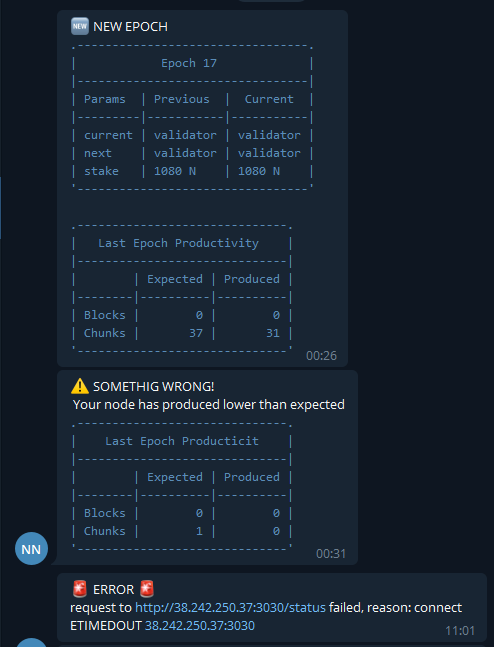 🆕 NEW EPOCH
.---------------------------------.
|            Epoch 17             |
|---------------------------------|
| Params  | Previous  |  Current  |
|---------|-----------|-----------|
| current | validator | validator |
| next    | validator | validator |
| stake   | 1080 N    | 1080 N    |
'---------------------------------'
.------------------------------.
|   Last Epoch Productivity    |
|------------------------------|
|        | Expected | Produced |
|--------|----------|----------|
| Blocks |        0 |        0 |
| Chunks |       37 |       31 |
'------------------------------'
00:26
⚠️ SOMETHIG WRONG!
Your node has produced lower than expected
.------------------------------.
|    Last Epoch Producticit    |
|------------------------------|
|        | Expected | Produced |
|--------|----------|----------|
| Blocks |        0 |        0 |
| Chunks |        1 |        0 |
'------------------------------'
NN
00:31
🚨 ERROR 🚨
request to http://38.242.250.37:3030/status failed, reason: connect
ETIMEDOUT 38.242.250.37:3030
11:01